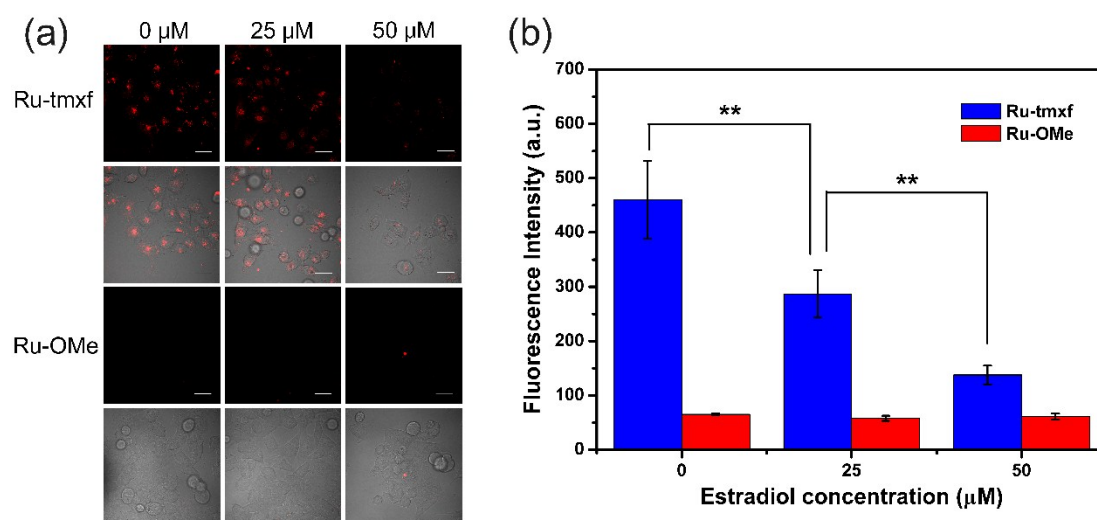 (a)
0 µM 25 µM 50 µM
Ru-tmxf
Ru-OMe
(b)
700
600
500
400
300
200
100
0
Fluorescence Intensity (a.u.)
**
**
Ru-tmxf
Ru-OMe
0 25 50
Estradiol concentration (µM)